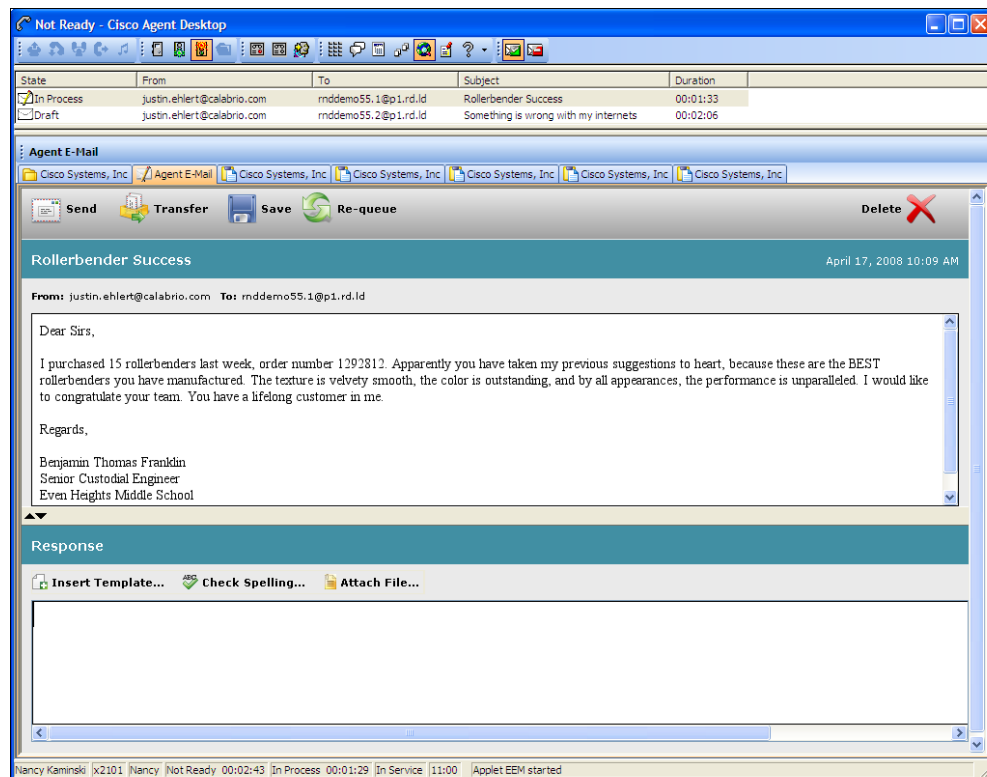 Not Ready - Cisco Agent Desktop
State From To Subject Duration
In Process justin.ehlert@calabrio.com rnddemo55.1@p1.rd.ld Rollerbender Success 00:01:33
Draft justin.ehlert@calabrio.com rnddemo55.2@p1.rd.ld Something is wrong with my internets 00:02:06
Agent E-Mail
Cisco Systems, Inc Agent E-Mail Cisco Systems, Inc Cisco Systems, Inc Cisco Systems, Inc Cisco Systems, Inc Cisco Systems, Inc
Send Transfer Save Re-queue Delete
Rollerbender Success April 17, 2008 10:09 AM
From: justin.ehlert@calabrio.com To: rnddemo55.1@p1.rd.ld
Dear Sirs,
I purchased 15 rollerbenders last week, order number 1292812. Apparently you have taken my previous suggestions to heart, because these are the BEST
rollerbenders you have manufactured. The texture is velvety smooth, the color is outstanding, and by all appearances, the performance is unparalleled. I would like
to congratulate your team. You have a lifelong customer in me.
Regards,
Benjamin Thomas Franklin
Senior Custodial Engineer
Even Heights Middle School
Response
Insert Template... ABC Check Spelling... Attach File...
Nancy Kaminski x2101 Nancy Not Ready 00:02:43 In Process 00:01:29 In Service 11:00 Applet EEM started